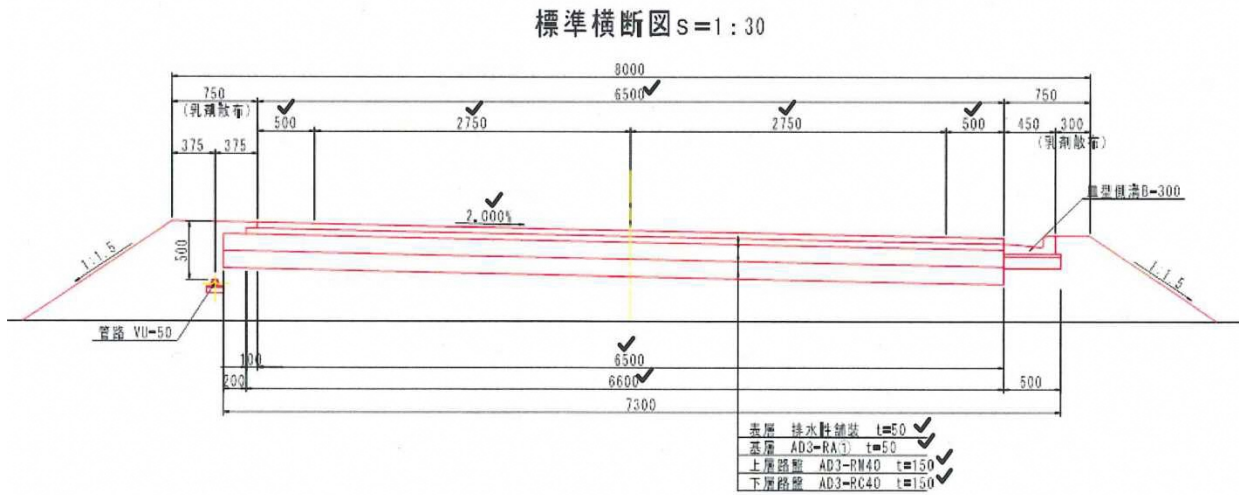 標準横断図 S=1:30
8000
750 6500 750
(乳剤散布)
500 2750 2750 500 450 300
(乳剤散布)
375 375
皿型側溝B-300
2.000%
1:1.5
500
1:1.5
管路 VU-50
100 6500
200 6600 500
7300
表層 排水性舗装 t=50
基層 AD3-RA① t=50
上層路盤 AD3-RM40 t=150
下層路盤 AD3-RC40 t=150